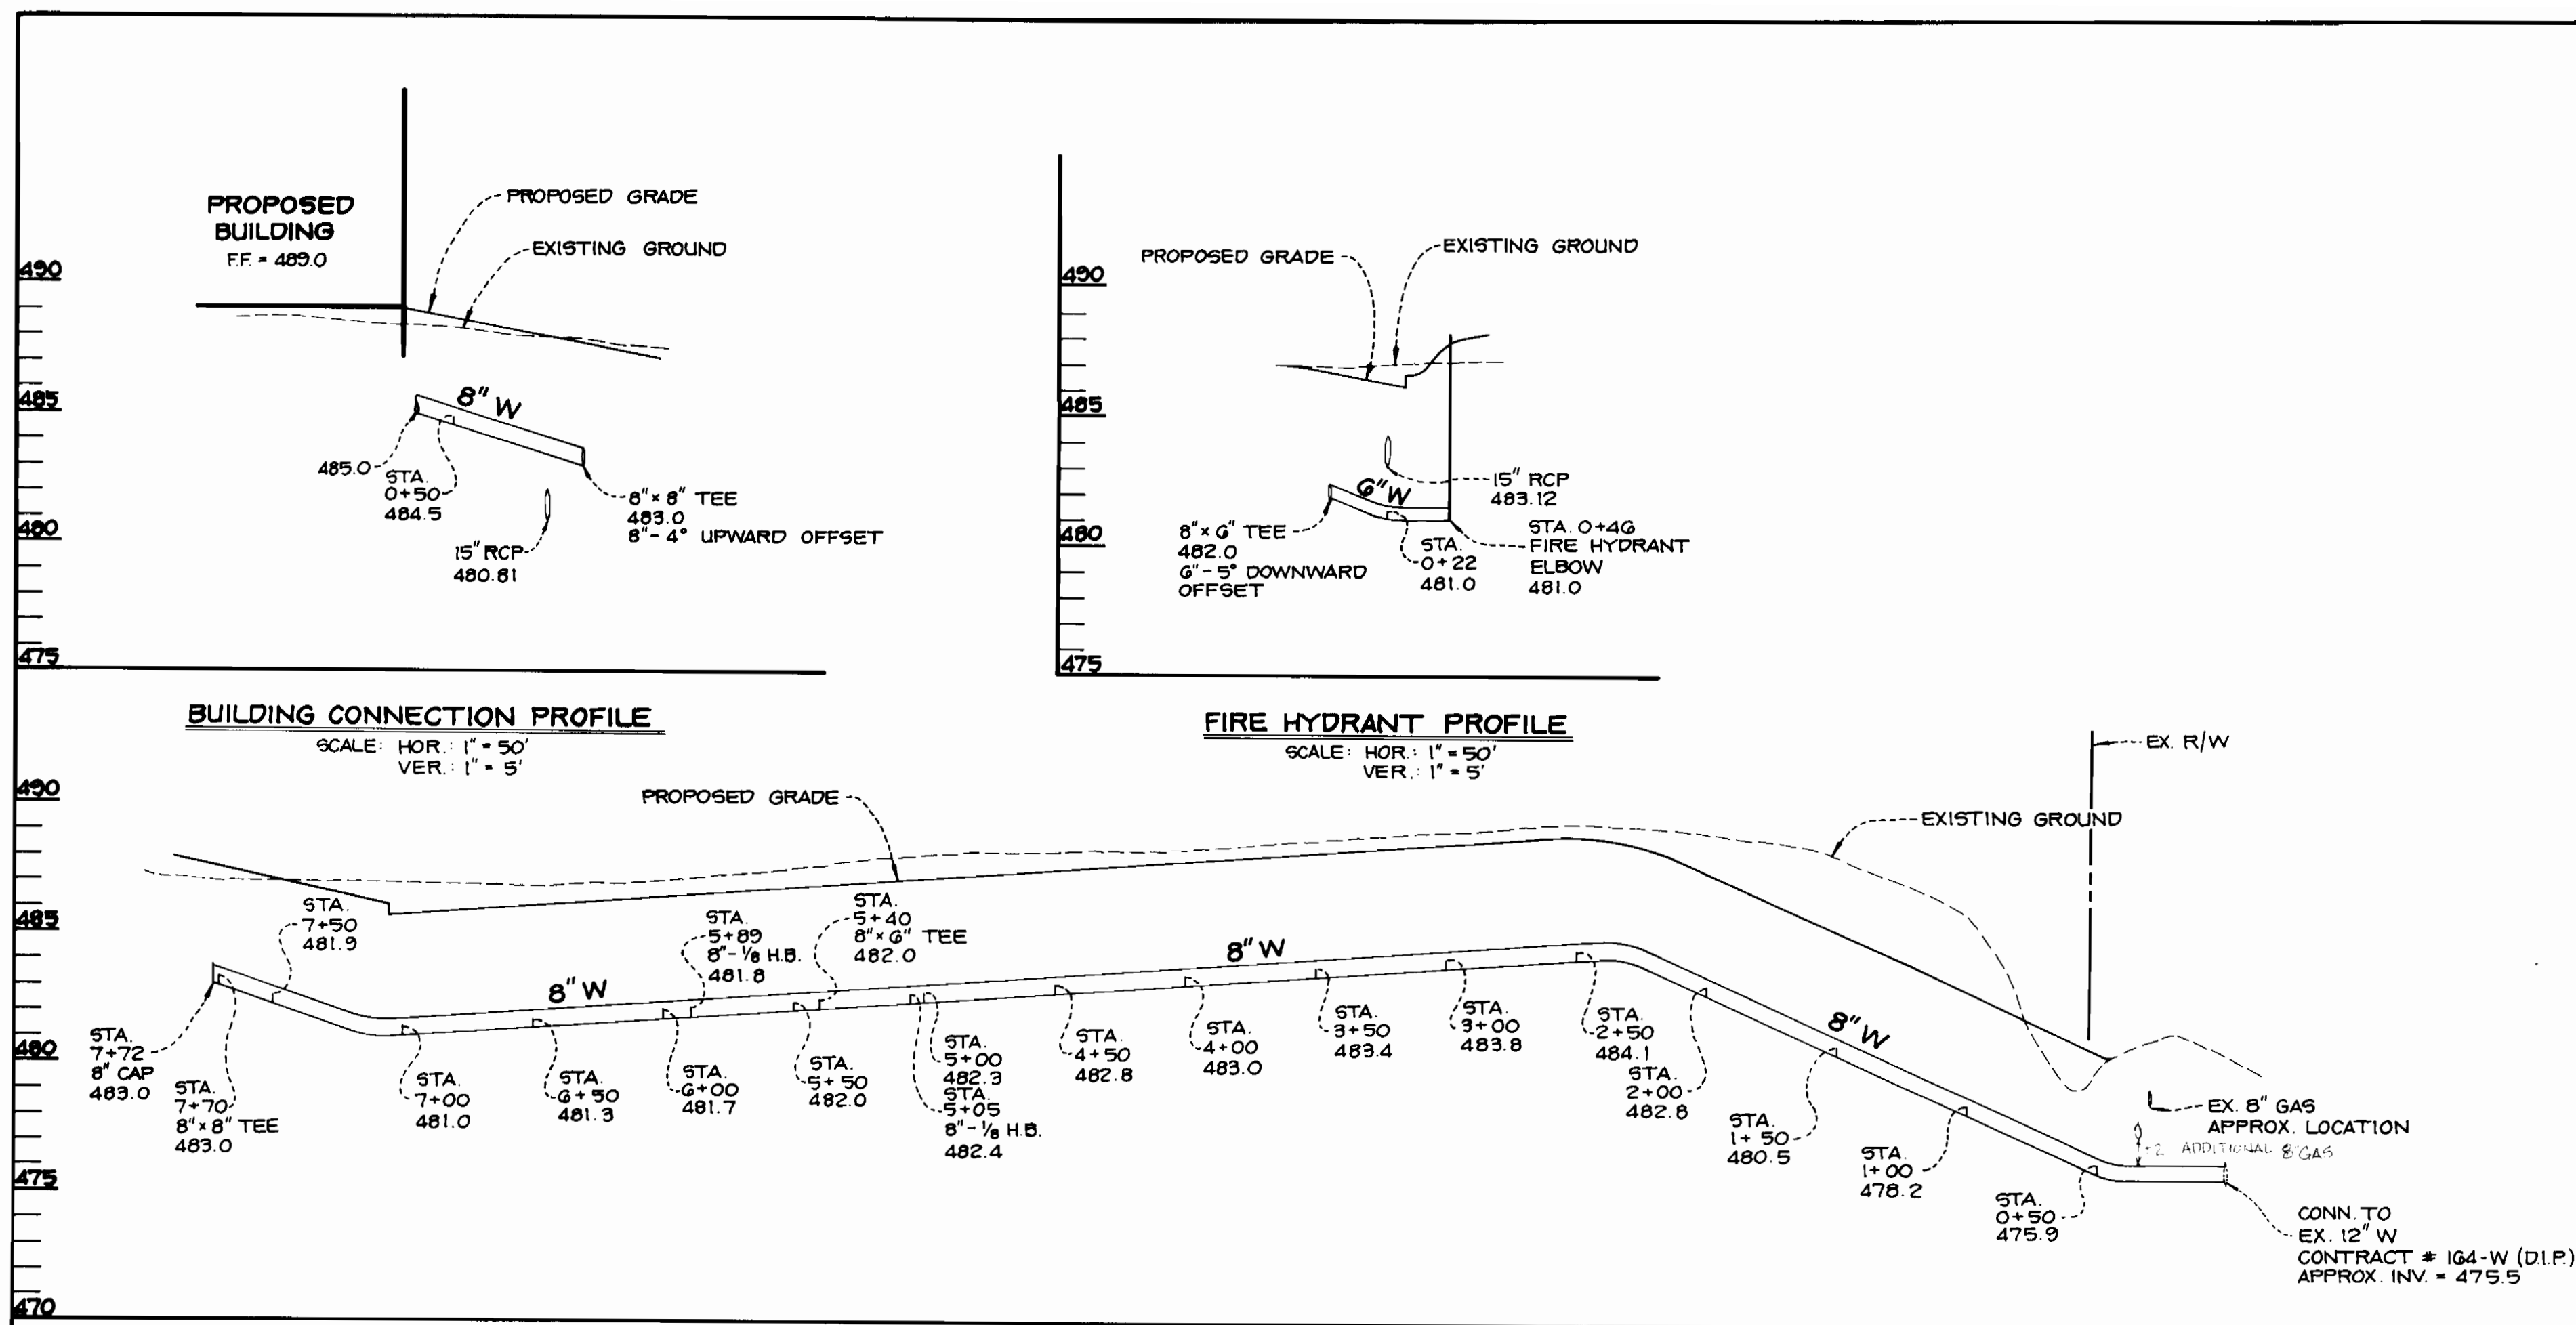 PROPOSED
BUILDING
F.F. = 489.0
PROPOSED GRADE
EXISTING GROUND
490
485
480
475
8" W
485.0
STA.
0+50
484.5
15" RCP
480.81
8" x 8" TEE
483.0
8" - 4° UPWARD OFFSET
BUILDING CONNECTION PROFILE
SCALE: HOR.: 1" = 50'
VER.: 1" = 5'
PROPOSED GRADE
EXISTING GROUND
490
485
480
475
6" W
15" RCP
483.12
8" x 6" TEE
482.0
6" - 5° DOWNWARD
OFFSET
STA.
0+22
481.0
STA. 0+46
FIRE HYDRANT
ELBOW
481.0
FIRE HYDRANT PROFILE
SCALE: HOR.: 1" = 50'
VER.: 1" = 5'
EX. R/W
490
485
480
475
470
PROPOSED GRADE
EXISTING GROUND
STA.
7+50
481.9
STA.
5+89
8" - 1/8 H.B.
481.8
STA.
5+40
8" x 6" TEE
482.0
8" W
8" W
8" W
STA.
7+72
8" CAP
483.0
STA.
7+70
8" x 8" TEE
483.0
STA.
7+00
481.0
STA.
6+50
481.3
STA.
6+00
481.7
STA.
5+50
482.0
STA.
5+00
482.3
STA.
5+05
8" - 1/8 H.B.
482.4
STA.
4+50
482.8
STA.
4+00
483.0
STA.
3+50
483.4
STA.
3+00
483.8
STA.
2+50
484.1
STA.
2+00
482.8
STA.
1+50
480.5
STA.
1+00
478.2
STA.
0+50
475.9
EX. 8" GAS
APPROX. LOCATION
ADDITIONAL 8" GAS
CONN. TO
EX. 12" W
CONTRACT # 164-W (D.I.P.)
APPROX. INV. = 475.5